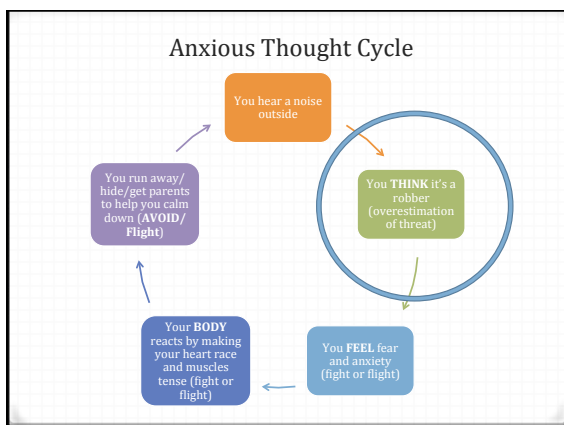 Anxious Thought Cycle
You hear a noise
outside
You THINK it's a
robber
(overestimation
of threat)
You FEEL fear
and anxiety
(fight or flight)
Your BODY
reacts by making
your heart race
and muscles
tense (fight or
flight)
You run away/
hide/get parents
to help you calm
down (AVOID/
Flight)